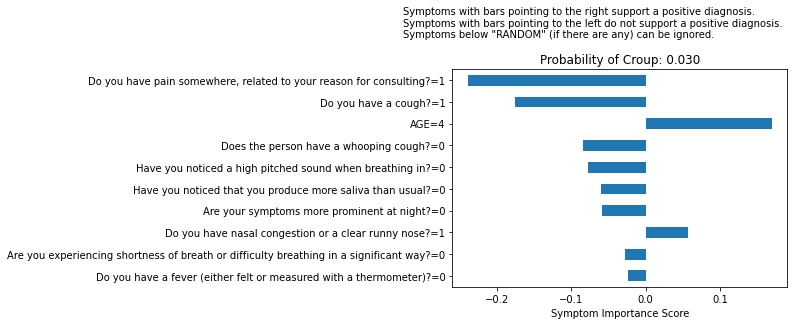 Symptoms with bars pointing to the right support a positive diagnosis.
Symptoms with bars pointing to the left do not support a positive diagnosis.
Symptoms below "RANDOM" (if there are any) can be ignored.
Probability of Croup: 0.030
Do you have pain somewhere, related to your reason for consulting?=1
Do you have a cough?=1
AGE=4
Does the person have a whooping cough?=0
Have you noticed a high pitched sound when breathing in?=0
Have you noticed that you produce more saliva than usual?=0
Are your symptoms more prominent at night?=0
Do you have nasal congestion or a clear runny nose?=1
Are you experiencing shortness of breath or difficulty breathing in a significant way?=0
Do you have a fever (either felt or measured with a thermometer)?=0
−0.2 −0.1 0.0 0.1
Symptom Importance Score